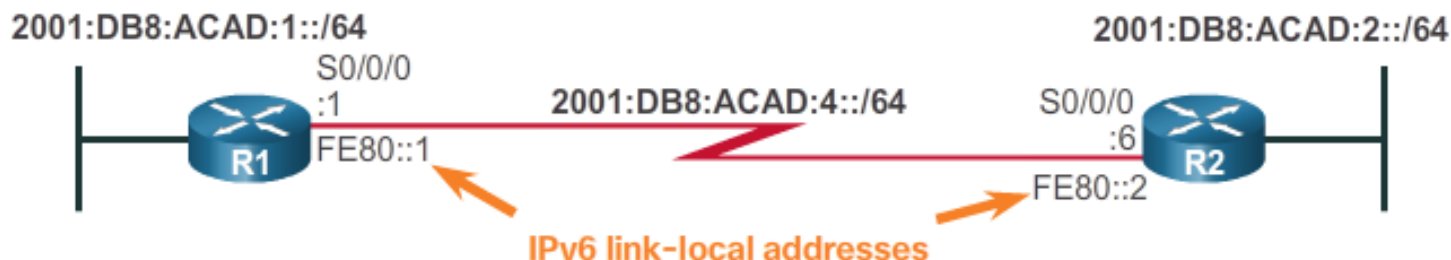 2001:DB8:ACAD:1::/64
2001:DB8:ACAD:2::/64
S0/0/0
:1
2001:DB8:ACAD:4::/64
S0/0/0
:6
R1
FE80::1
R2
FE80::2
IPv6 link-local addresses